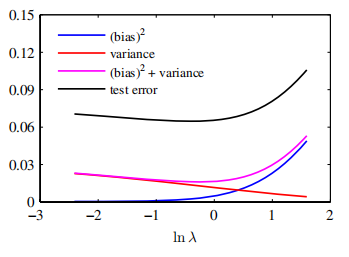 0.15
(bias)²
variance
0.12
(bias)² + variance
test error
0.09
0.06
0.03
0
−3
−2
−1
0
1
2
ln λ